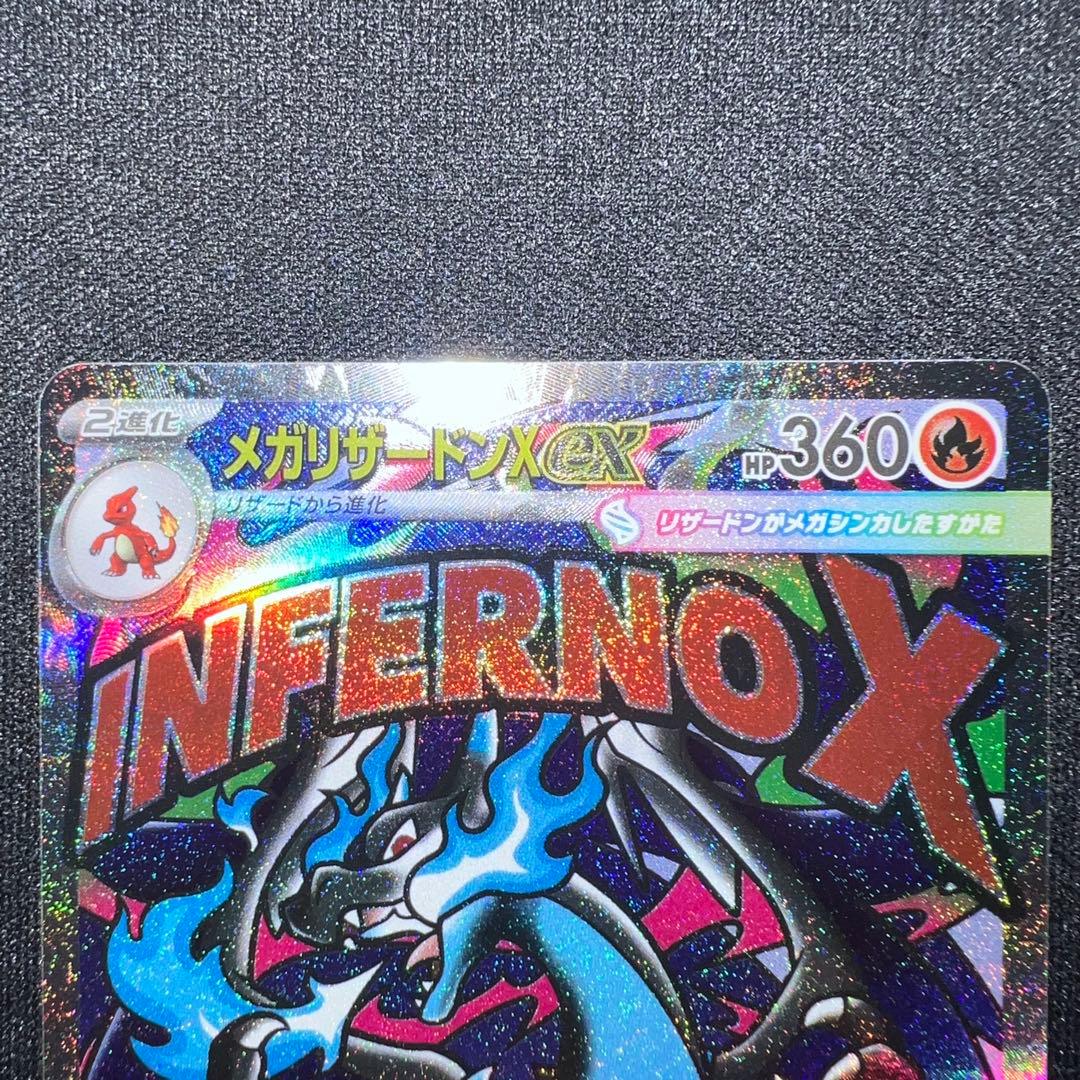 2進化
メガリザードンXex
HP360
リザードから進化
リザードンがメガシンカしたすがた
INFERNO X